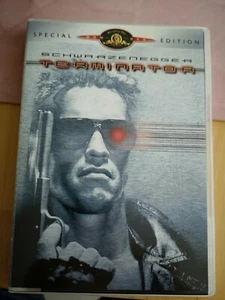 SPECIAL EDITION
SCHWARZENEGGER
TERMINATOR